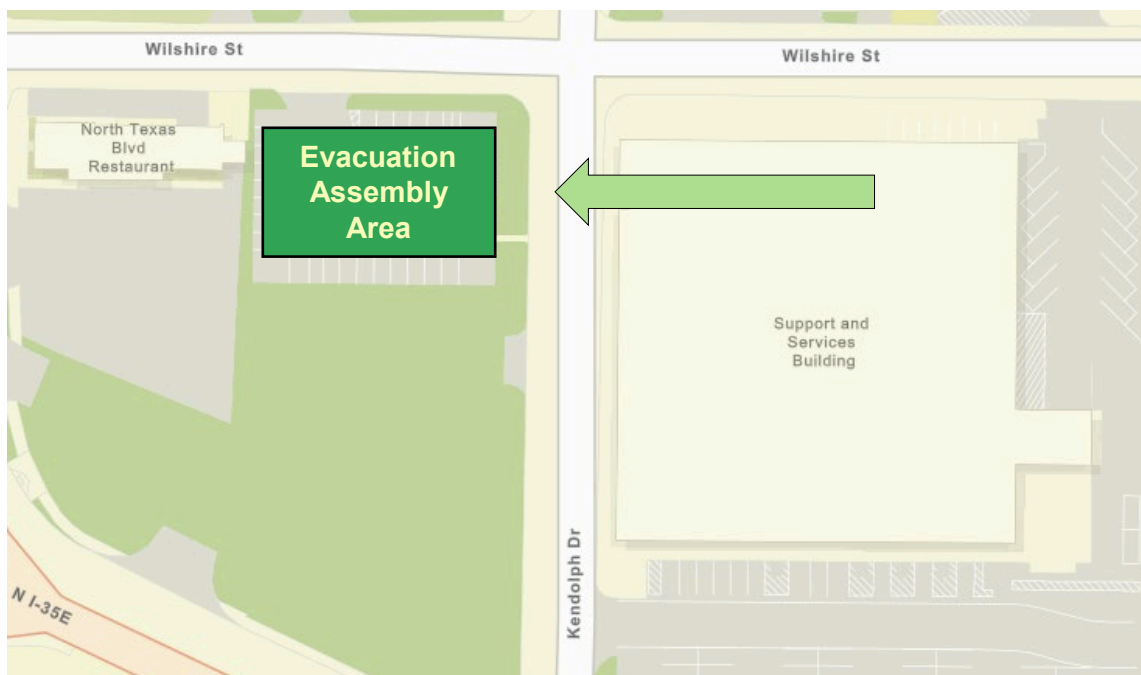 Wilshire St
Wilshire St
North Texas
Blvd
Restaurant
Evacuation
Assembly
Area
Support and
Services
Building
Kendolph Dr
N I-35E